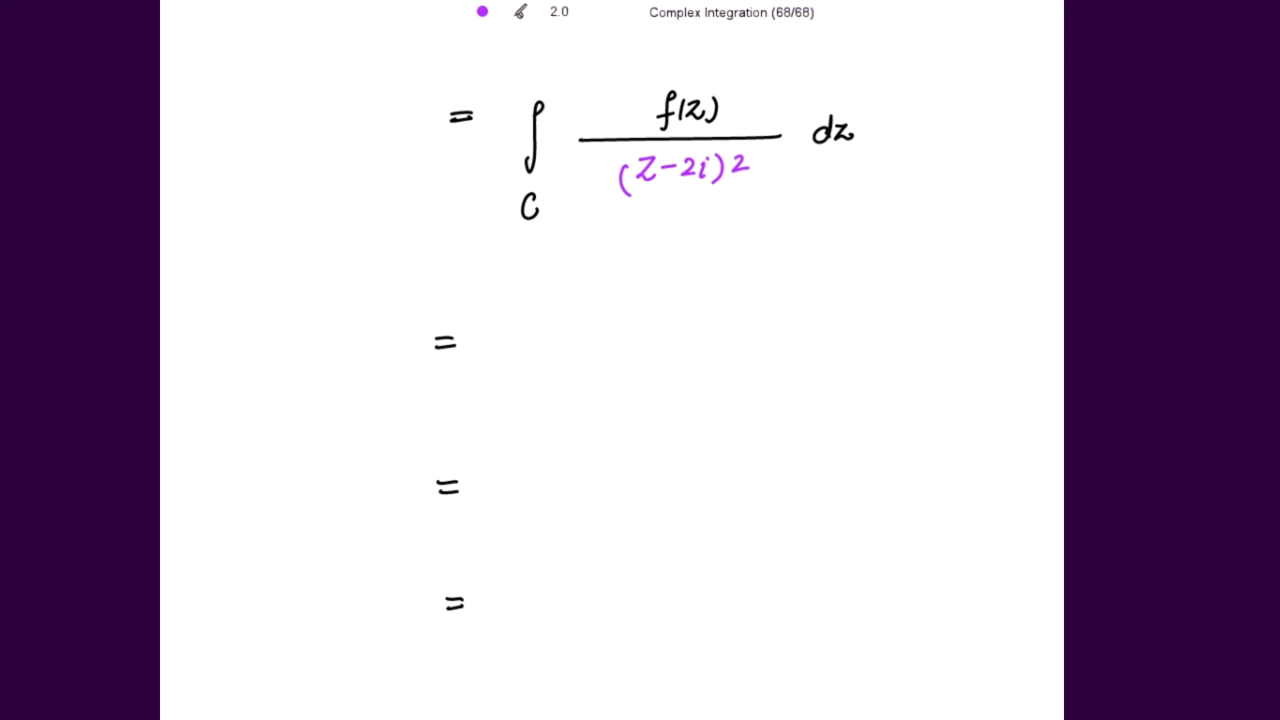 2.0 Complex Integration (68/68)
= ∫ f(z) dz
(z-2i)2
C
=
=
=